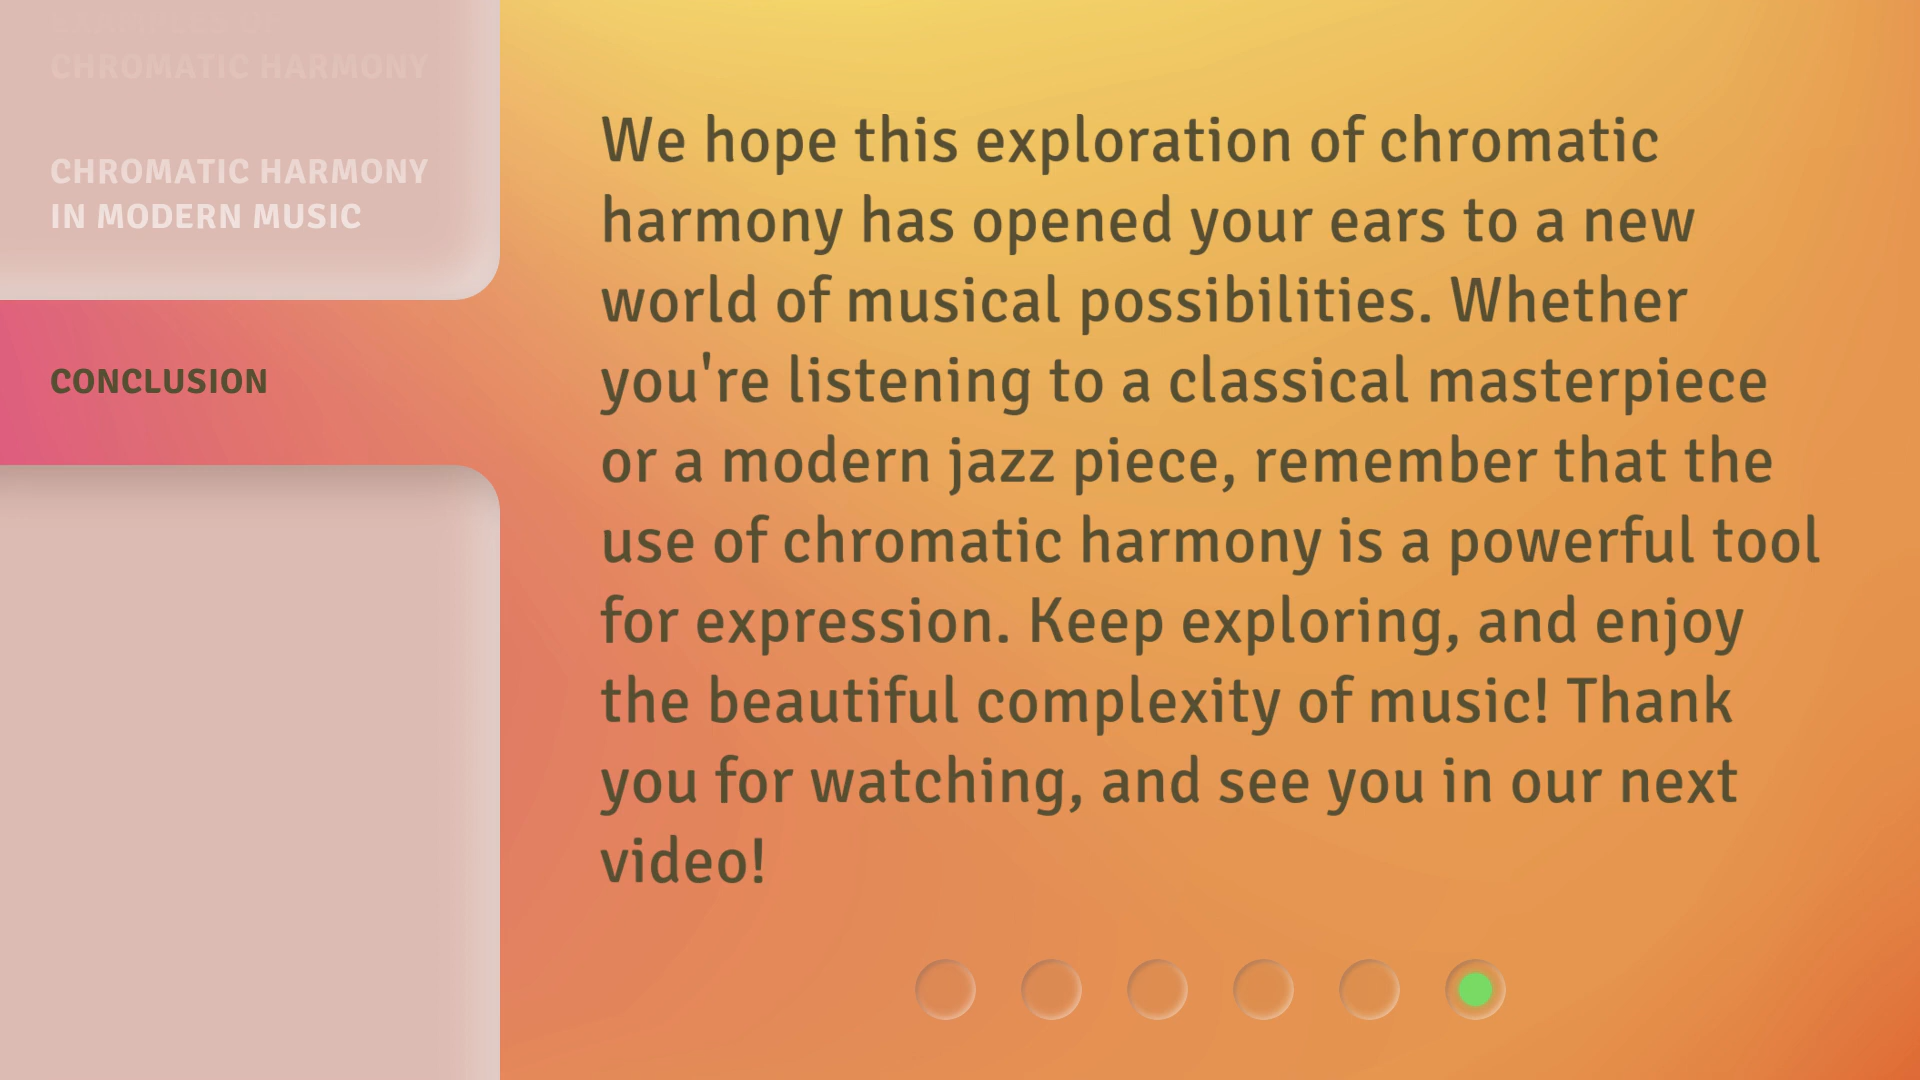 CHROMATIC HARMONY
CHROMATIC HARMONY
IN MODERN MUSIC
CONCLUSION
We hope this exploration of chromatic
harmony has opened your ears to a new
world of musical possibilities. Whether
you're listening to a classical masterpiece
or a modern jazz piece, remember that the
use of chromatic harmony is a powerful tool
for expression. Keep exploring, and enjoy
the beautiful complexity of music! Thank
you for watching, and see you in our next
video!